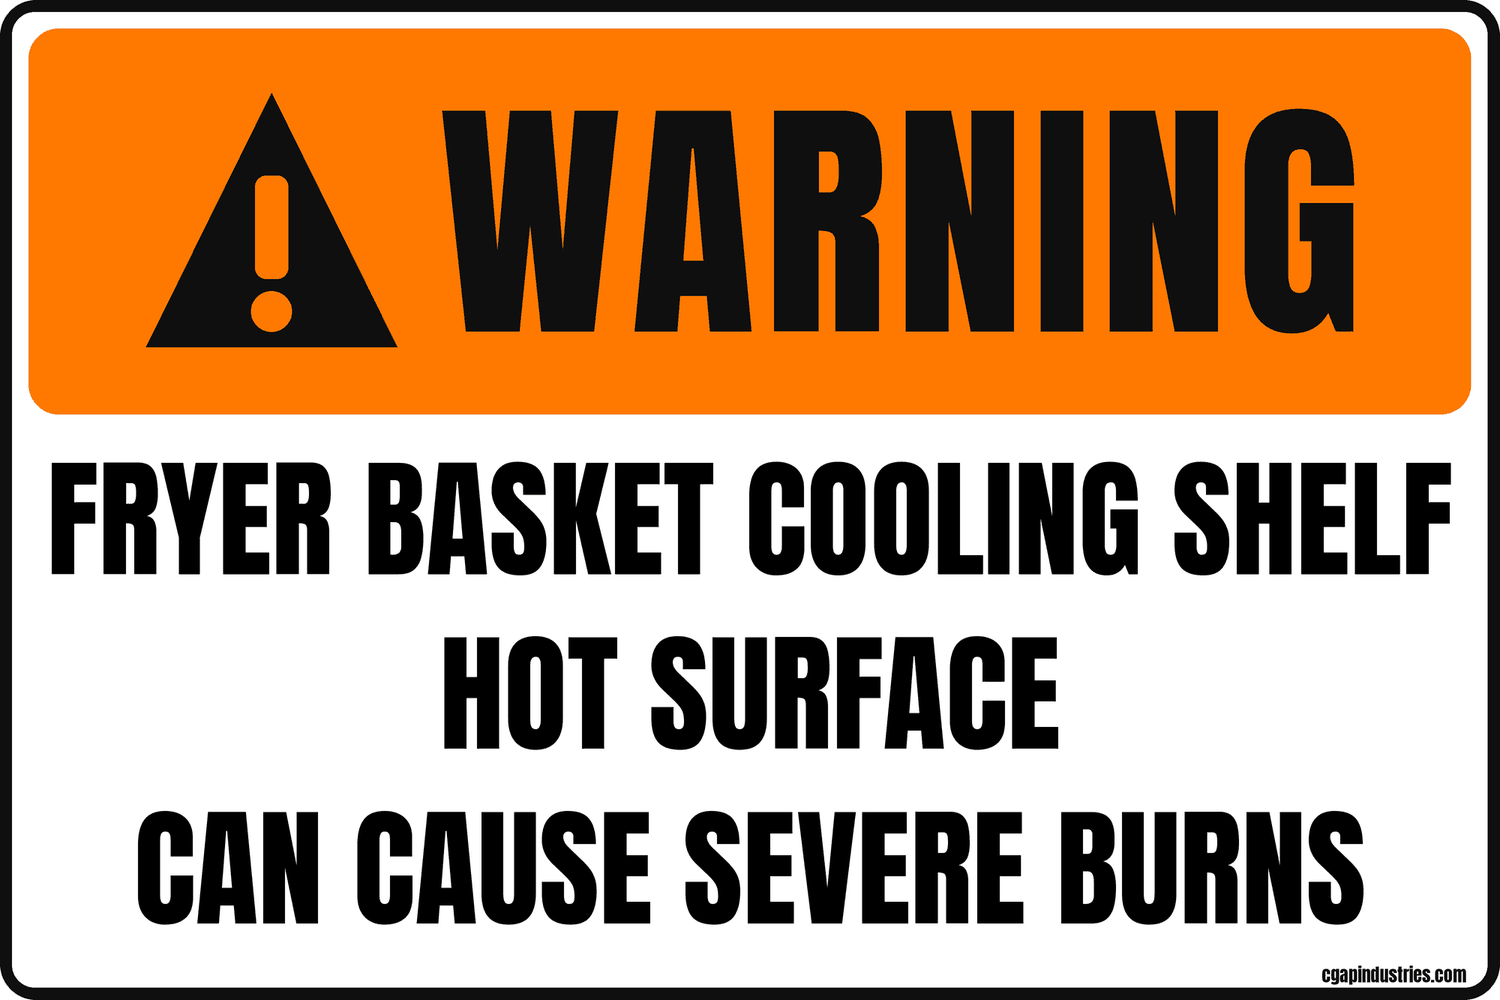 WARNING
FRYER BASKET COOLING SHELF
HOT SURFACE
CAN CAUSE SEVERE BURNS
cgapindustries.com